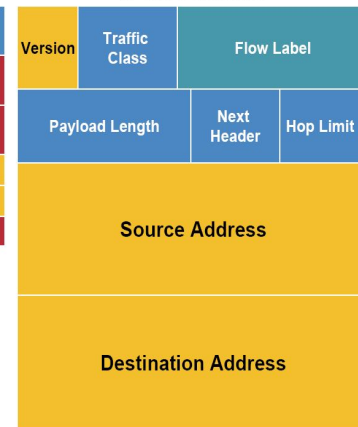 Version
Traffic
Class
Flow Label
Payload Length
Next
Header
Hop Limit
Source Address
Destination Address